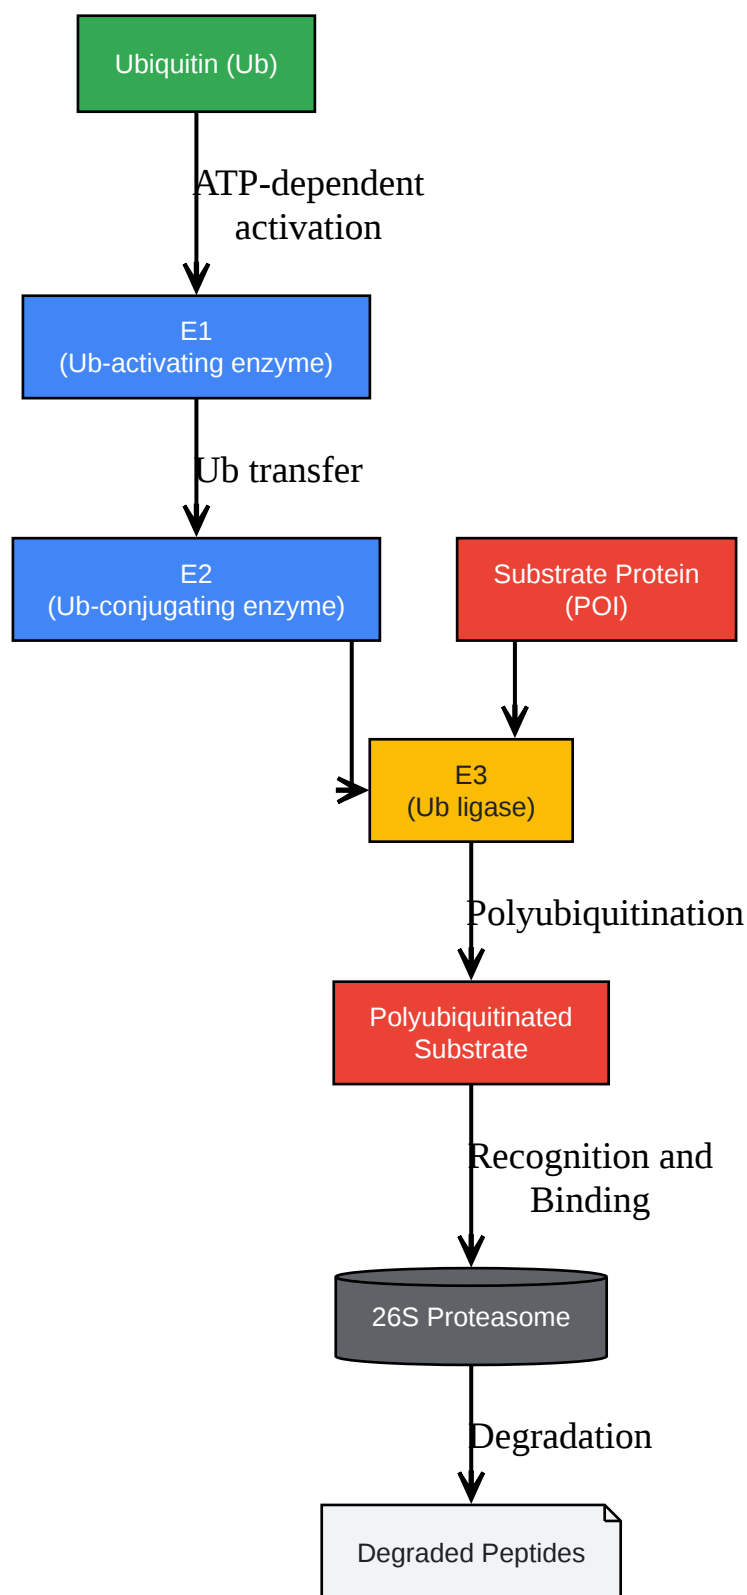 Ubiquitin (Ub)
ATP-dependent
activation
E1
(Ub-activating enzyme)
Ub transfer
E2
(Ub-conjugating enzyme)
Substrate Protein
(POI)
E3
(Ub ligase)
Polyubiquitination
Polyubiquitinated
Substrate
Recognition and
Binding
26S Proteasome
Degradation
Degraded Peptides